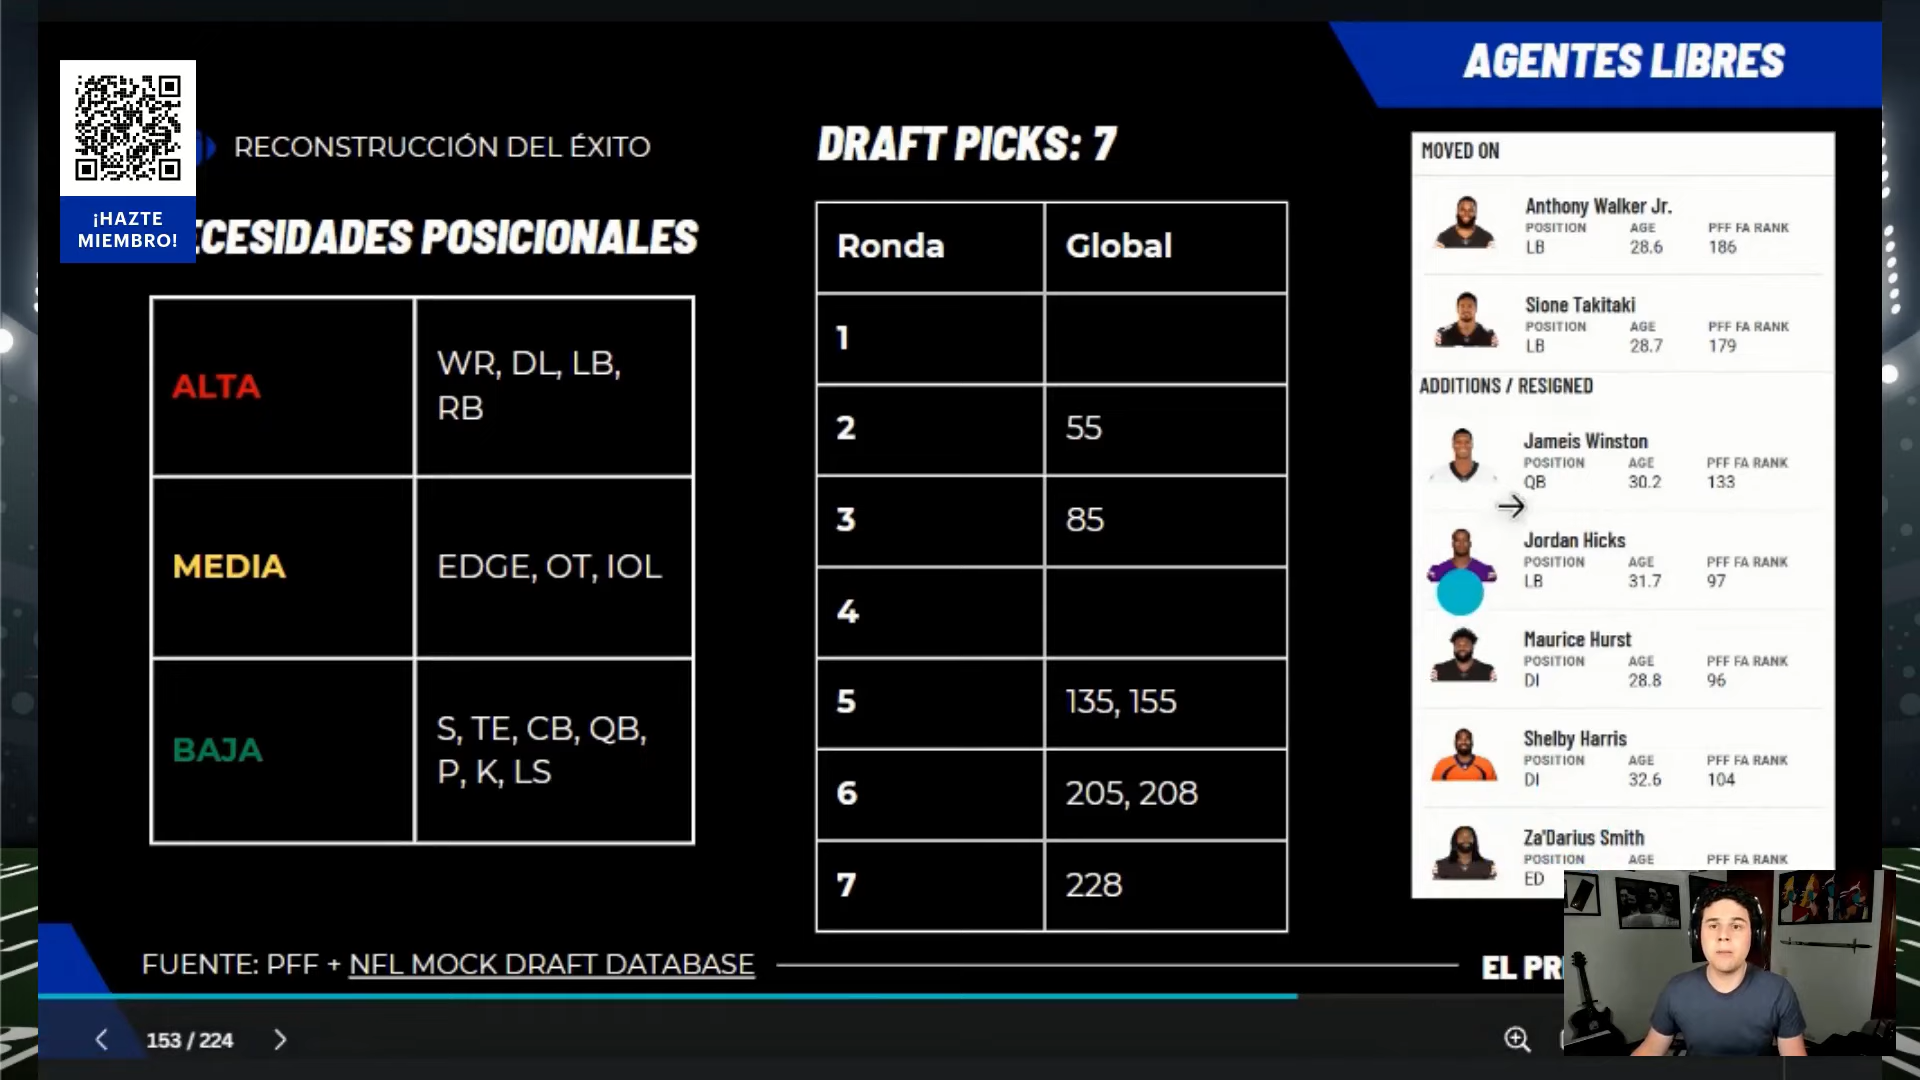 AGENTES LIBRES
¡HAZTE
MIEMBRO!
RECONSTRUCCIÓN DEL ÉXITO
ECESIDADES POSICIONALES
ALTA
WR, DL, LB,
RB
MEDIA
EDGE, OT, IOL
BAJA
S, TE, CB, QB,
P, K, LS
DRAFT PICKS: 7
Ronda Global
1
2 55
3 85
4
5 135, 155
6 205, 208
7 228
MOVED ON
Anthony Walker Jr.
POSITION AGE PFF FA RANK
LB 28.6 186
Sione Takitaki
POSITION AGE PFF FA RANK
LB 28.7 179
ADDITIONS / RESIGNED
Jameis Winston
POSITION AGE PFF FA RANK
QB 30.2 133
Jordan Hicks
POSITION AGE PFF FA RANK
LB 31.7 97
Maurice Hurst
POSITION AGE PFF FA RANK
DI 28.8 96
Shelby Harris
POSITION AGE PFF FA RANK
DI 32.6 104
Za'Darius Smith
POSITION AGE PFF FA RANK
ED
FUENTE: PFF + NFL MOCK DRAFT DATABASE
EL PR
153 / 224